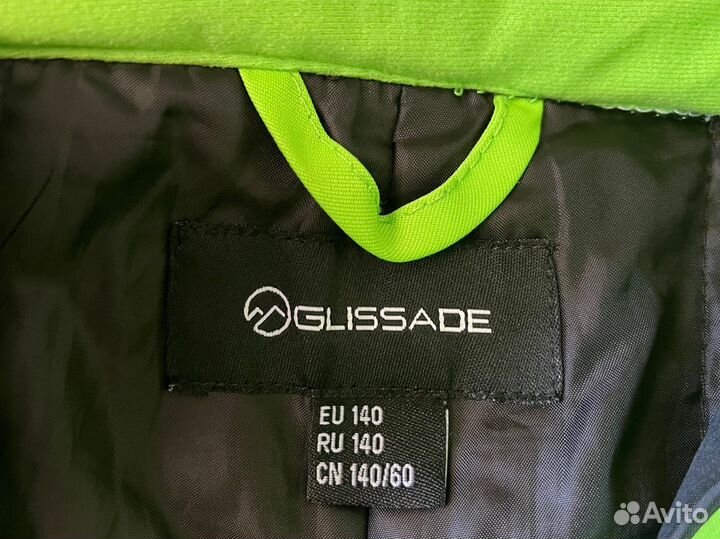 GLISSADE
EU 140
RU 140
CN 140/60
Avito